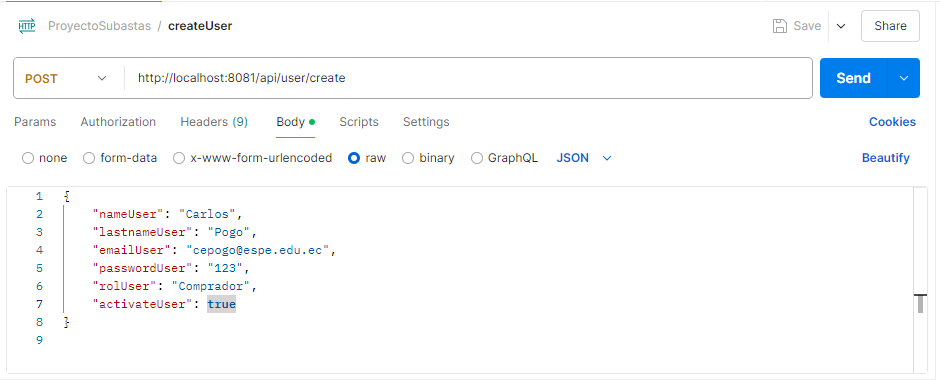 HTTP ProyectoSubastas / createUser Save Share
POST http://localhost:8081/api/user/create Send
Params Authorization Headers (9) Body Scripts Settings Cookies
none form-data x-www-form-urlencoded raw binary GraphQL JSON Beautify
1 {
2 "nameUser": "Carlos",
3 "lastnameUser": "Pogo",
4 "emailUser": "cepogo@espe.edu.ec",
5 "passwordUser": "123",
6 "rolUser": "Comprador",
7 "activateUser": true
8 }
9